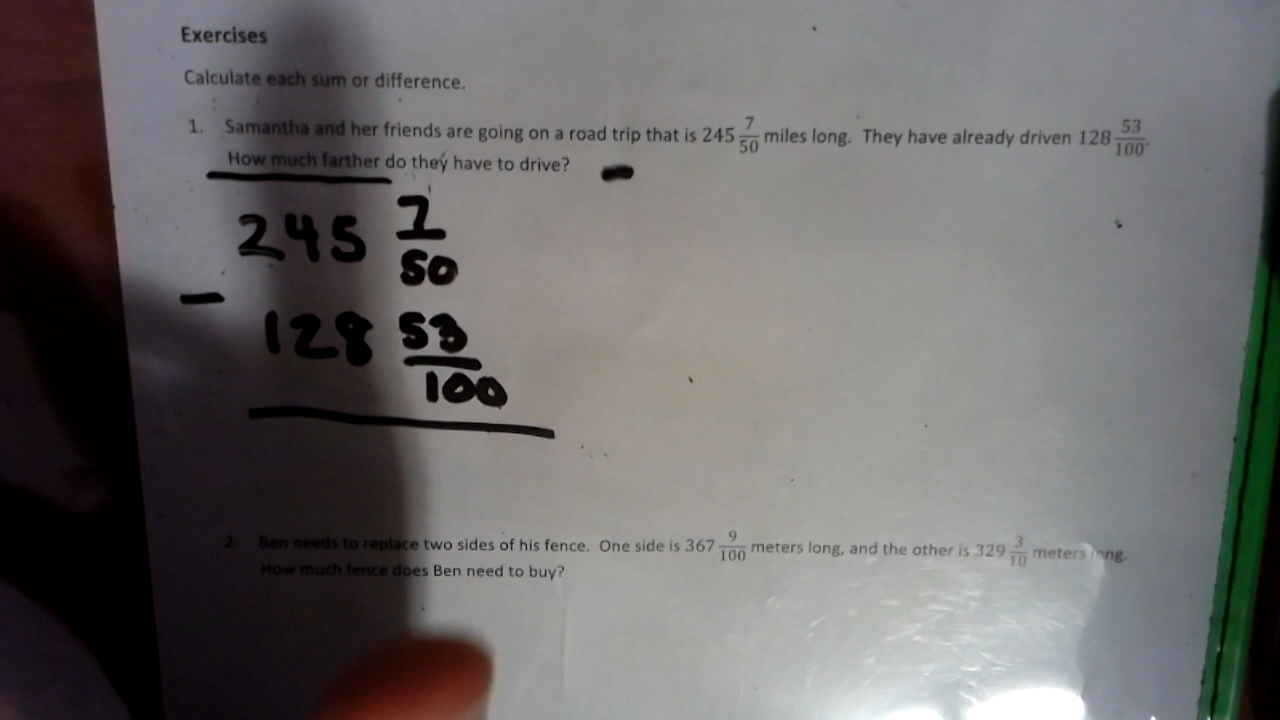 Exercises
Calculate each sum or difference.
1. Samantha and her friends are going on a road trip that is 245 7/50 miles long. They have already driven 128 53/100.
How much farther do they have to drive? -
245 7/50
- 128 53/100
2. Ben needs to replace two sides of his fence. One side is 367 9/100 meters long, and the other is 329 3/10 meters long.
How much fence does Ben need to buy?